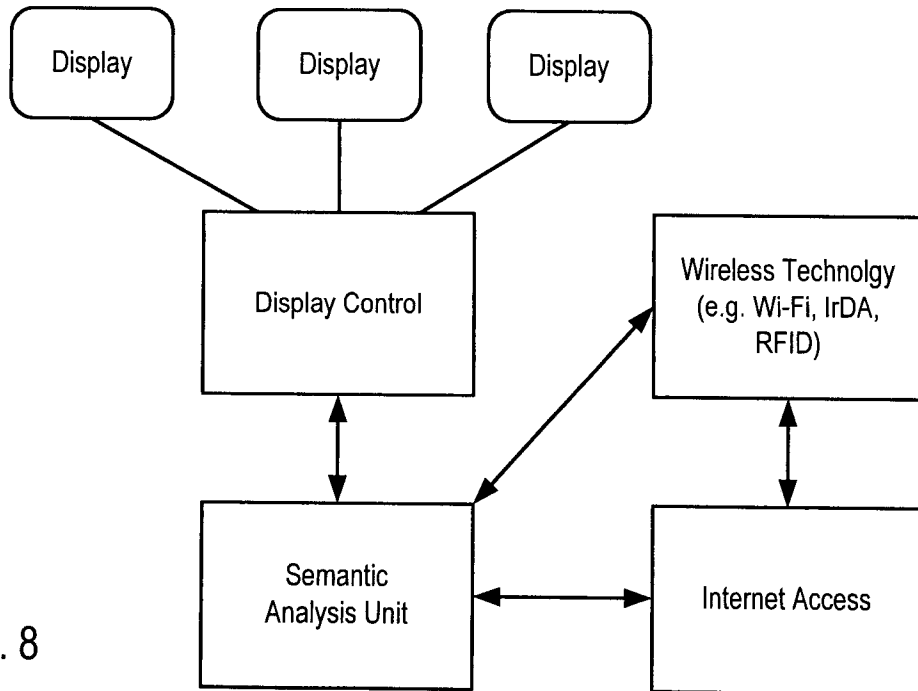 Display
Display
Display
Display Control
Wireless Technolgy
(e.g. Wi-Fi, IrDA,
RFID)
Semantic
Analysis Unit
Internet Access
. 8